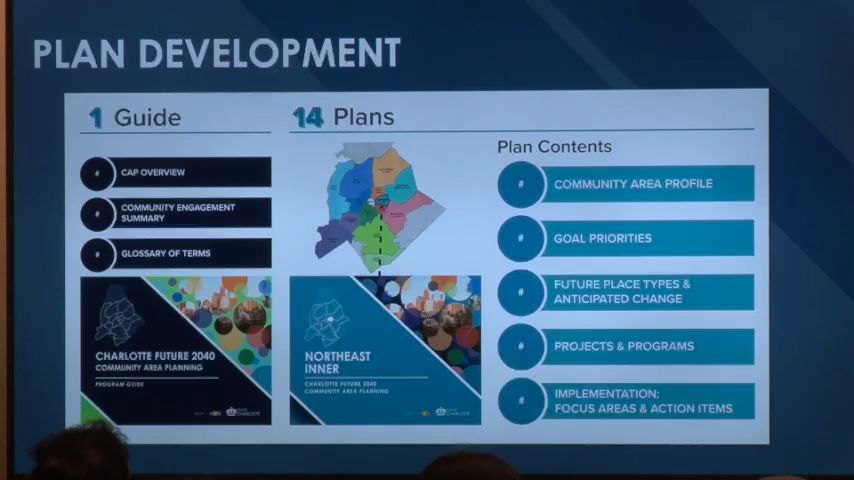 PLAN DEVELOPMENT
1 Guide
# CAP OVERVIEW
# COMMUNITY ENGAGEMENT
SUMMARY
# GLOSSARY OF TERMS
CHARLOTTE FUTURE 2040
COMMUNITY AREA PLANNING
PROGRAM GUIDE
CHARLOTTE
14 Plans
NORTHEAST
INNER
CHARLOTTE FUTURE 2040
COMMUNITY AREA PLANNING
CHARLOTTE
Plan Contents
# COMMUNITY AREA PROFILE
# GOAL PRIORITIES
# FUTURE PLACE TYPES &
ANTICIPATED CHANGE
# PROJECTS & PROGRAMS
# IMPLEMENTATION:
FOCUS AREAS & ACTION ITEMS